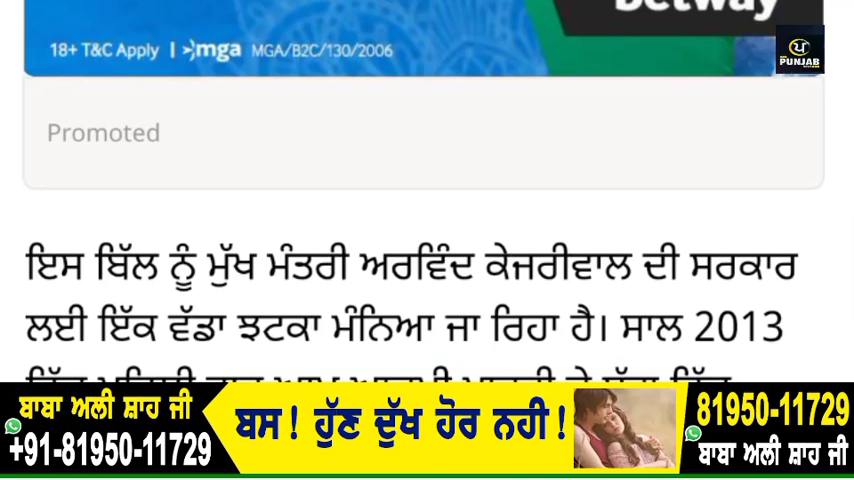 Betway
18+ T&C Apply | mga MGA/B2C/130/2006
ਪ
PUNJAB
Promoted
ਇਸ ਬਿੱਲ ਨੂੰ ਮੁੱਖ ਮੰਤਰੀ ਅਰਵਿੰਦ ਕੇਜਰੀਵਾਲ ਦੀ ਸਰਕਾਰ
ਲਈ ਇੱਕ ਵੱਡਾ ਝਟਕਾ ਮੰਨਿਆ ਜਾ ਰਿਹਾ ਹੈ। ਸਾਲ 2013
ਬਾਬਾ ਅਲੀ ਸ਼ਾਹ ਜੀ
+91-81950-11729
ਬਸ! ਹੁੱਣ ਦੁੱਖ ਹੋਰ ਨਹੀ!
81950-11729
ਬਾਬਾ ਅਲੀ ਸ਼ਾਹ ਜੀ